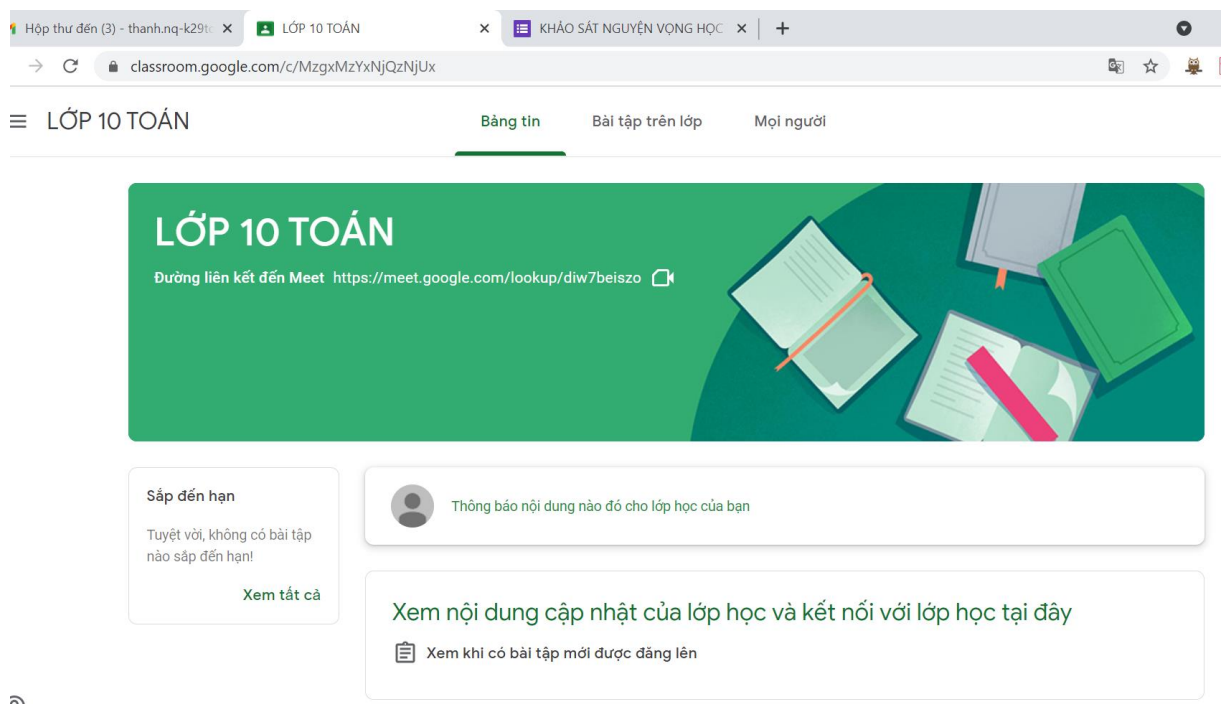 Hộp thư đến (3) - thanh.nq-k29to
LỚP 10 TOÁN
KHẢO SÁT NGUYỆN VỌNG HỌC
classroom.google.com/c/MzgxMzYxNjQzNjUx
LỚP 10 TOÁN
Bảng tin
Bài tập trên lớp
Mọi người
LỚP 10 TOÁN
Đường liên kết đến Meet https://meet.google.com/lookup/diw7beiszo
Sắp đến hạn
Tuyệt vời, không có bài tập
nào sắp đến hạn!
Xem tất cả
Thông báo nội dung nào đó cho lớp học của bạn
Xem nội dung cập nhật của lớp học và kết nối với lớp học tại đây
Xem khi có bài tập mới được đăng lên